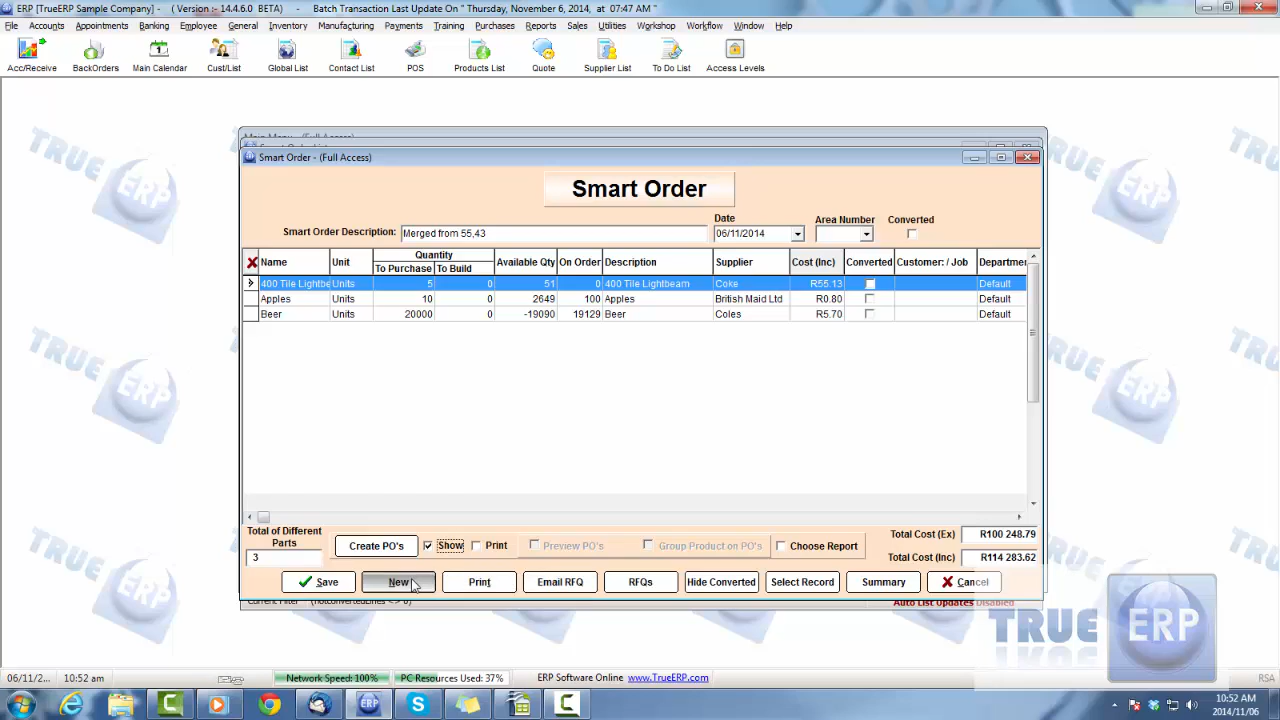 ERP [TrueERP Sample Company] - ( Version :- 14.4.6.0 BETA) - Batch Transaction Last Update On " Thursday, November 6, 2014, at 07:47 AM "
File Accounts Appointments Banking Employee General Inventory Manufacturing Payments Training Purchases Reports Sales Utilities Workshop Workflow Window Help
Acc/Receive BackOrders Main Calendar Cust/List Global List Contact List POS Products List Quote Supplier List To Do List Access Levels
Smart Order - (Full Access)
Smart Order
Date Area Number Converted
Smart Order Description: Merged from 55,43 06/11/2014
Name Unit Quantity Available Qty On Order Description Supplier Cost (Inc) Converted Customer: / Job Departme
To Purchase To Build
400 Tile Lightbe Units 5 0 51 0 400 Tile Lightbeam Coke R55.13 Default
Apples Units 10 0 2649 100 Apples British Maid Ltd R0.80 Default
Beer Units 20000 0 -19090 19129 Beer Coles R5.70 Default
Total of Different Parts
3
Create PO's Show Print Preview PO's Group Product on PO's Choose Report
Total Cost (Ex) R100 248.79
Total Cost (Inc) R114 283.62
Save New Print Email RFQ RFQs Hide Converted Select Record Summary Cancel
Current Filter (notconvertedLines <> 0) Auto List Updates Disabled
TRUE ERP
06/11/2... 10:52 am Network Speed: 100% PC Resources Used: 37% ERP Software Online www.TrueERP.com RSA
10:52 AM
2014/11/06